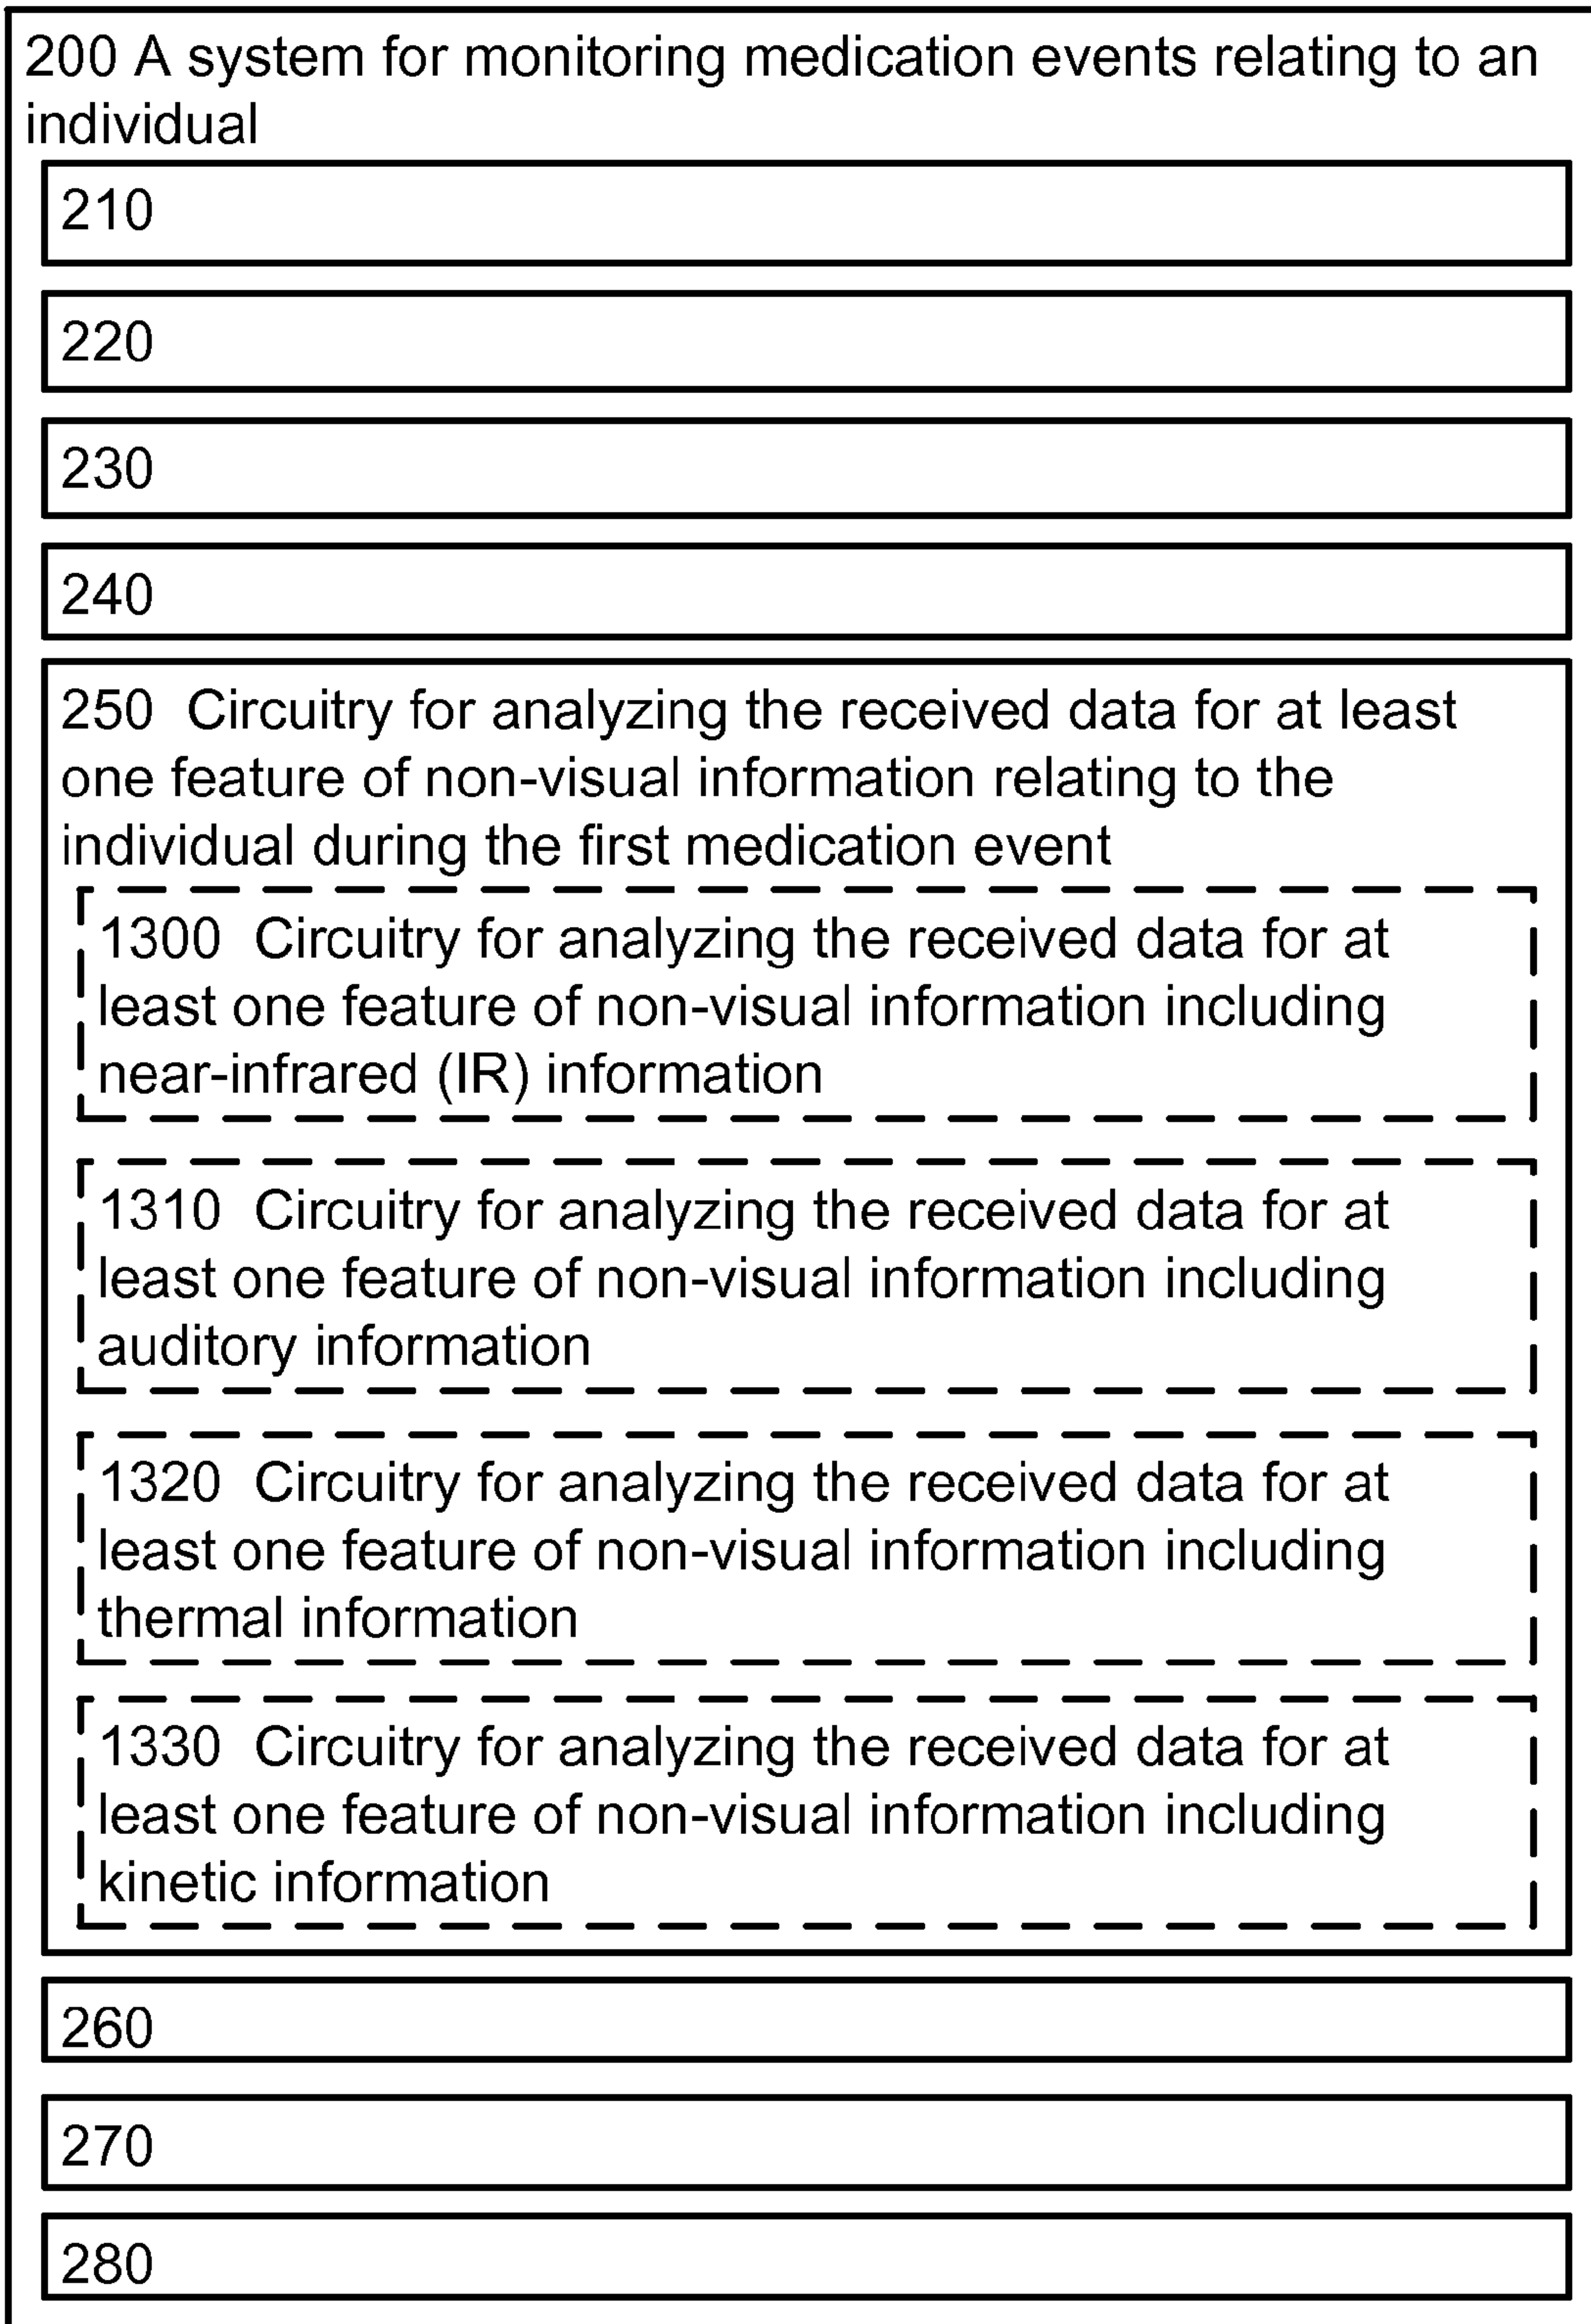 200 A system for monitoring medication events relating to an
individual
210
220
230
240
250 Circuitry for analyzing the received data for at least
one feature of non-visual information relating to the
individual during the first medication event
1300 Circuitry for analyzing the received data for at
least one feature of non-visual information including
near-infrared (IR) information
1310 Circuitry for analyzing the received data for at
least one feature of non-visual information including
auditory information
1320 Circuitry for analyzing the received data for at
least one feature of non-visual information including
thermal information
1330 Circuitry for analyzing the received data for at
least one feature of non-visual information including
kinetic information
260
270
280